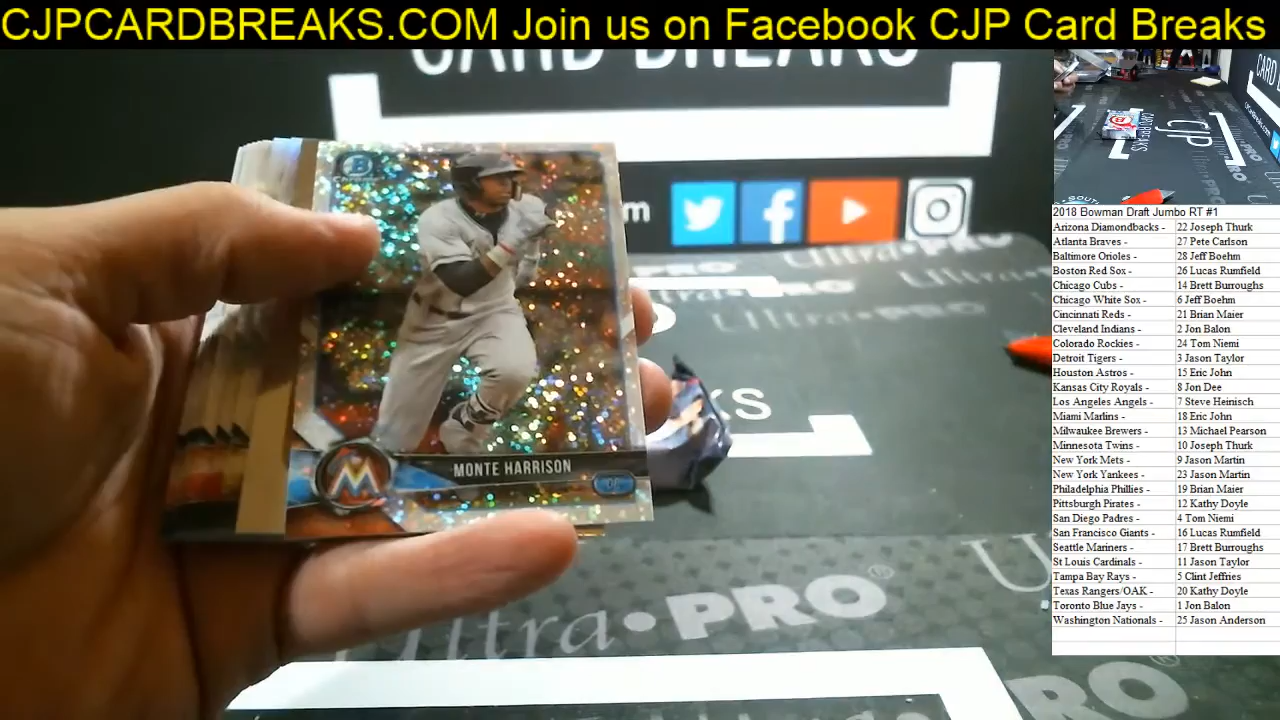 CJPCARDBREAKS.COM Join us on Facebook CJP Card Breaks
CARD BREAKS
MONTE HARRISON
OF
Ultra•PRO®
2018 Bowman Draft Jumbo RT #1
Arizona Diamondbacks - 22 Joseph Thurk
Atlanta Braves - 27 Pete Carlson
Baltimore Orioles - 28 Jeff Boehm
Boston Red Sox - 26 Lucas Rumfield
Chicago Cubs - 14 Brett Burroughs
Chicago White Sox - 6 Jeff Boehm
Cincinnati Reds - 21 Brian Maier
Cleveland Indians - 2 Jon Balon
Colorado Rockies - 24 Tom Niemi
Detroit Tigers - 3 Jason Taylor
Houston Astros - 15 Eric John
Kansas City Royals - 8 Jon Dee
Los Angeles Angels - 7 Steve Heinisch
Miami Marlins - 18 Eric John
Milwaukee Brewers - 13 Michael Pearson
Minnesota Twins - 10 Joseph Thurk
New York Mets - 9 Jason Martin
New York Yankees - 23 Jason Martin
Philadelphia Phillies - 19 Brian Maier
Pittsburgh Pirates - 12 Kathy Doyle
San Diego Padres - 4 Tom Niemi
San Francisco Giants - 16 Lucas Rumfield
Seattle Mariners - 17 Brett Burroughs
St Louis Cardinals - 11 Jason Taylor
Tampa Bay Rays - 5 Clint Jeffries
Texas Rangers/OAK - 20 Kathy Doyle
Toronto Blue Jays - 1 Jon Balon
Washington Nationals - 25 Jason Anderson